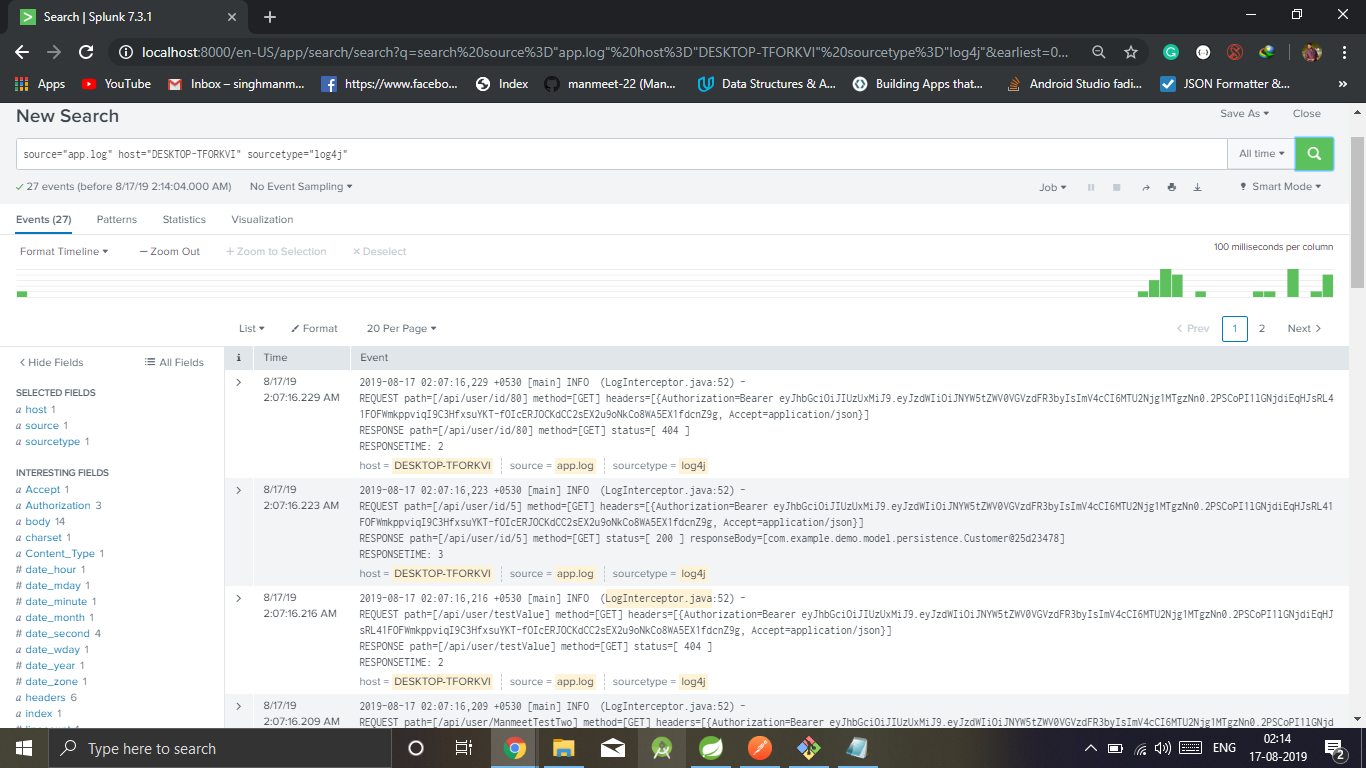 Search | Splunk 7.3.1
localhost:8000/en-US/app/search/search?q=search%20source%3D"app.log"%20host%3D"DESKTOP-TFORKVI"%20sourcetype%3D"log4j"&earliest=0...
Apps YouTube Inbox – singhmanm... https://www.facebo... Index manmeet-22 (Man... Data Structures & A... Building Apps that... Android Studio fadi... JSON Formatter &... »
New Search
Save As Close
source="app.log" host="DESKTOP-TFORKVI" sourcetype="log4j"
All time
27 events (before 8/17/19 2:14:04.000 AM) No Event Sampling
Job Smart Mode
Events (27) Patterns Statistics Visualization
Format Timeline — Zoom Out + Zoom to Selection × Deselect
100 milliseconds per column
List Format 20 Per Page
< Prev 1 2 Next >
< Hide Fields All Fields
i Time Event
SELECTED FIELDS
a host 1
a source 1
a sourcetype 1
INTERESTING FIELDS
a Accept 1
a Authorization 3
a body 14
a charset 1
a Content_Type 1
# date_hour 1
# date_mday 1
# date_minute 1
a date_month 1
# date_second 4
a date_wday 1
# date_year 1
# date_zone 1
a headers 6
a index 1
8/17/19
2:07:16.229 AM
2019-08-17 02:07:16,229 +0530 [main] INFO (LogInterceptor.java:52) -
REQUEST path=[/api/user/id/80] method=[GET] headers=[{Authorization=Bearer
Accept=application/json}]
RESPONSE path=[/api/user/id/80] method=[GET] status=[ 404 ]
RESPONSETIME: 2
host = DESKTOP-TFORKVI source = app.log sourcetype = log4j
8/17/19
2:07:16.223 AM
2019-08-17 02:07:16,223 +0530 [main] INFO (LogInterceptor.java:52) -
REQUEST path=[/api/user/id/5] method=[GET] headers=[{Authorization=Bearer
Accept=application/json}]
RESPONSE path=[/api/user/id/5] method=[GET] status=[ 200 ] responseBody=[com.example.demo.model.persistence.Customer@25d23478]
RESPONSETIME: 3
host = DESKTOP-TFORKVI source = app.log sourcetype = log4j
8/17/19
2:07:16.216 AM
2019-08-17 02:07:16,216 +0530 [main] INFO (LogInterceptor.java:52) -
REQUEST path=[/api/user/testValue] method=[GET] headers=[{Authorization=Bearer
Accept=application/json}]
RESPONSE path=[/api/user/testValue] method=[GET] status=[ 404 ]
RESPONSETIME: 2
host = DESKTOP-TFORKVI source = app.log sourcetype = log4j
8/17/19
2:07:16.209 AM
2019-08-17 02:07:16,209 +0530 [main] INFO (LogInterceptor.java:52) -
REQUEST path=[/api/user/ManmeetTestTwo] method=[GET] headers=[{Authorization=Bearer
Type here to search
ENG
02:14
17-08-2019
2